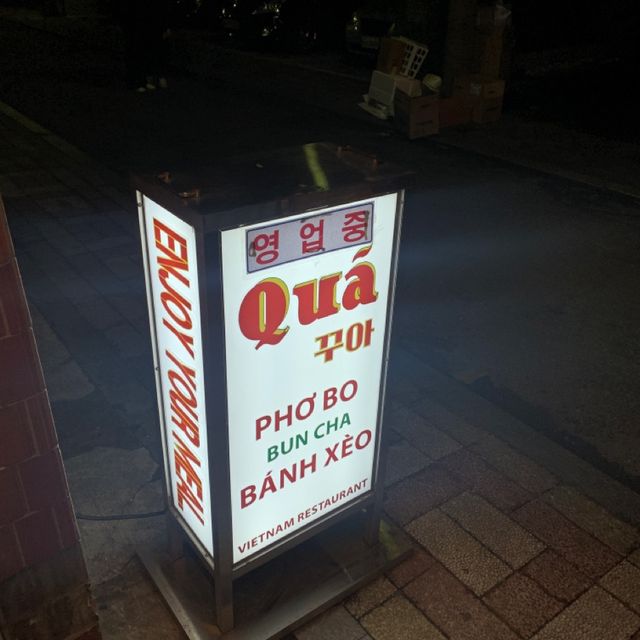 영업중
Quá
꾸아
PHỞ BO
BUN CHA
BÁNH XÈO
VIETNAM RESTAURANT
ENJOY YOUR MEAL